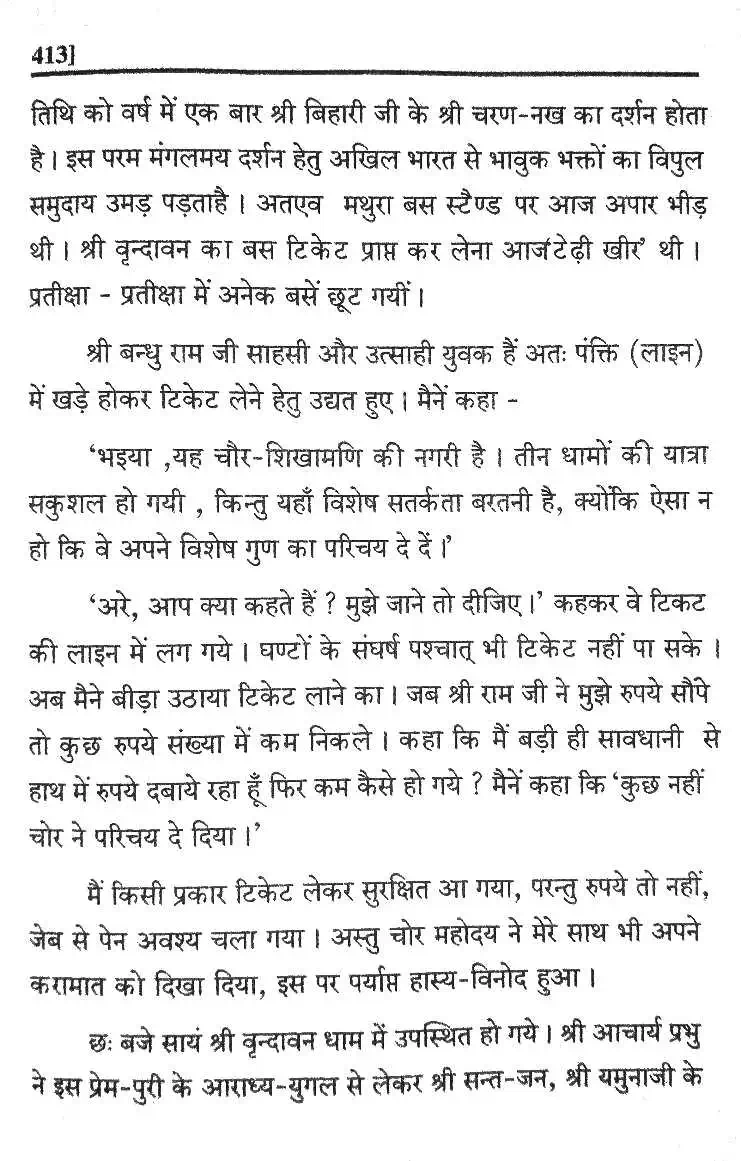 413]
तिथि को वर्ष में एक बार श्री बिहारी जी के श्री चरण-नख का दर्शन होता
है। इस परम मंगलमय दर्शन हेतु अखिल भारत से भावुक भक्तों का विपुल
समुदाय उमड़ पड़ताहै। अतएव मथुरा बस स्टैण्ड पर आज अपार भीड़
थी। श्री वृन्दावन का बस टिकेट प्राप्त कर लेना आज‘टेढ़ी खीर’ थी।
प्रतीक्षा - प्रतीक्षा में अनेक बसें छूट गयीं।
श्री बन्धु राम जी साहसी और उत्साही युवक हैं अतः पंक्ति (लाइन)
में खड़े होकर टिकेट लेने हेतु उद्यत हुए। मैनें कहा -
‘भइया ,यह चौर-शिखामणि की नगरी है। तीन धामों की यात्रा
सकुशल हो गयी , किन्तु यहाँ विशेष सतर्कता बरतनी है, क्योंकि ऐसा न
हो कि वे अपने विशेष गुण का परिचय दे दें।’
‘अरे, आप क्या कहते हैं ? मुझे जाने तो दीजिए।’ कहकर वे टिकट
की लाइन में लग गये। घण्टों के संघर्ष पश्चात् भी टिकेट नहीं पा सके।
अब मैने बीड़ा उठाया टिकेट लाने का। जब श्री राम जी ने मुझे रुपये सौंपे
तो कुछ रुपये संख्या में कम निकले। कहा कि मैं बड़ी ही सावधानी से
हाथ में रुपये दबाये रहा हूँ फिर कम कैसे हो गये ? मैनें कहा कि ‘कुछ नहीं
चोर ने परिचय दे दिया।’
मैं किसी प्रकार टिकेट लेकर सुरक्षित आ गया, परन्तु रुपये तो नहीं,
जेब से पेन अवश्य चला गया। अस्तु चोर महोदय ने मेरे साथ भी अपने
करामात को दिखा दिया, इस पर पर्याप्त हास्य-विनोद हुआ।
छः बजे सायं श्री वृन्दावन धाम में उपस्थित हो गये। श्री आचार्य प्रभु
ने इस प्रेम-पुरी के आराध्य-युगल से लेकर श्री सन्त-जन, श्री यमुनाजी के